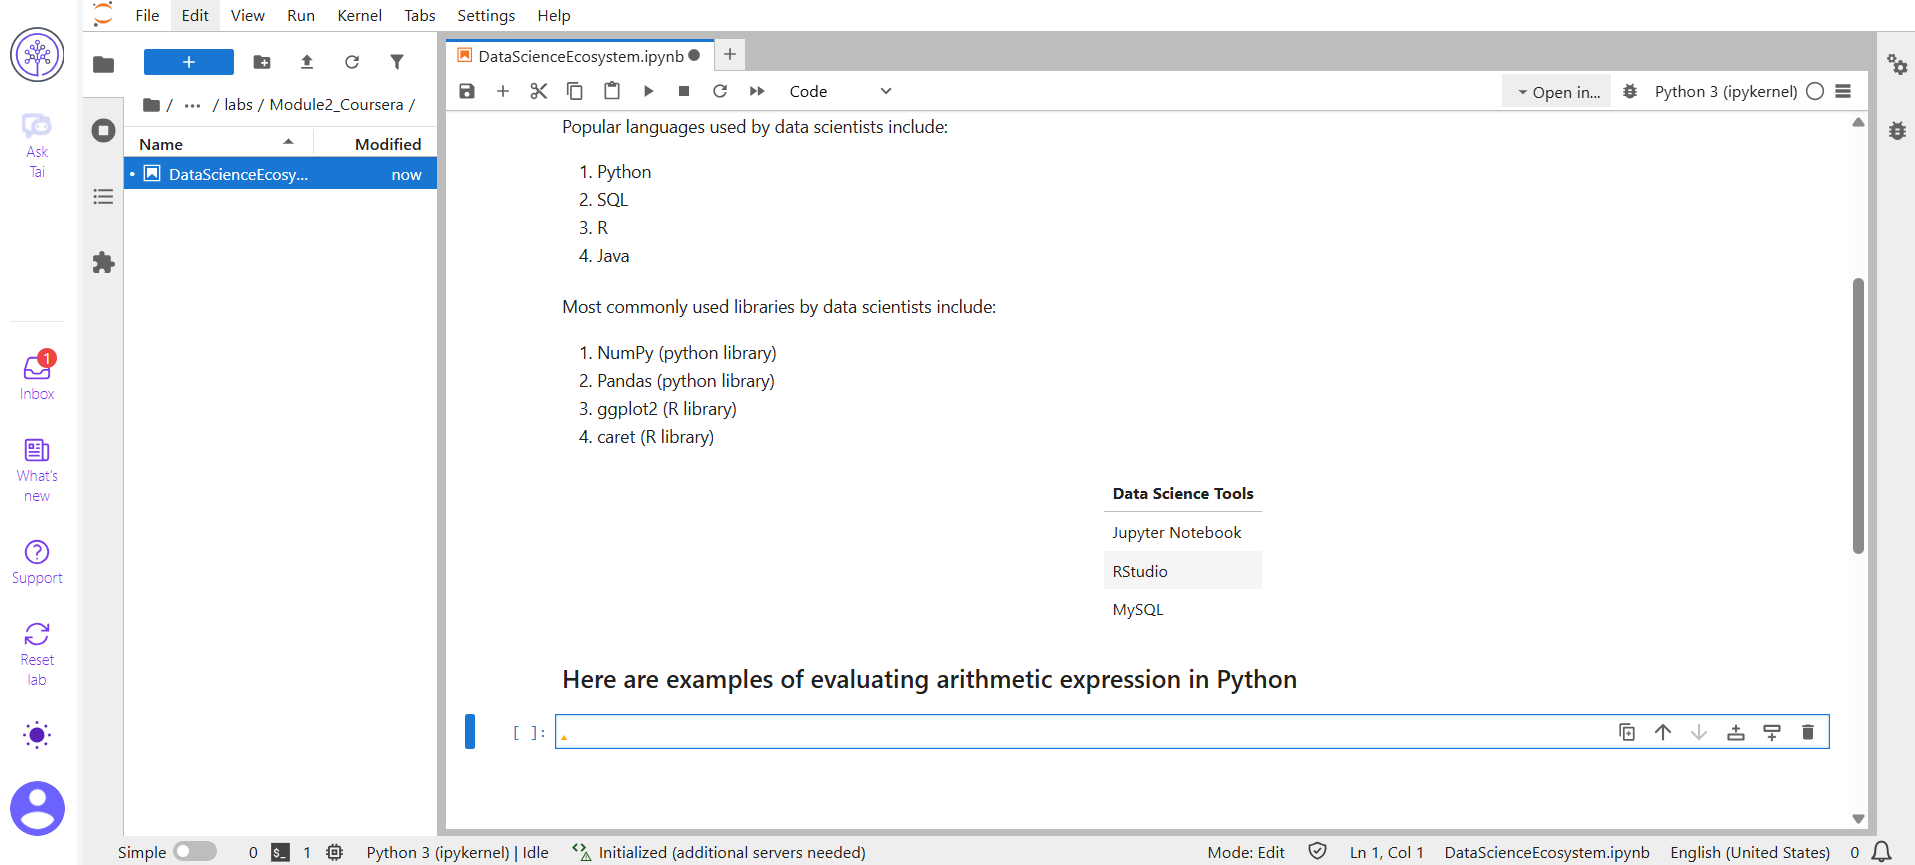 File Edit View Run Kernel Tabs Settings Help
Ask
Tai
Inbox
1
What's
new
Support
Reset
lab
/ ... / labs / Module2_Coursera /
Name Modified
DataScienceEcosy... now
DataScienceEcosystem.ipynb
Code
Open in...
Python 3 (ipykernel)
Popular languages used by data scientists include:
1. Python
2. SQL
3. R
4. Java
Most commonly used libraries by data scientists include:
1. NumPy (python library)
2. Pandas (python library)
3. ggplot2 (R library)
4. caret (R library)
Data Science Tools
Jupyter Notebook
RStudio
MySQL
Here are examples of evaluating arithmetic expression in Python
[ ]:
Simple 0 $_ 1 Python 3 (ipykernel) | Idle Initialized (additional servers needed) Mode: Edit Ln 1, Col 1 DataScienceEcosystem.ipynb English (United States) 0